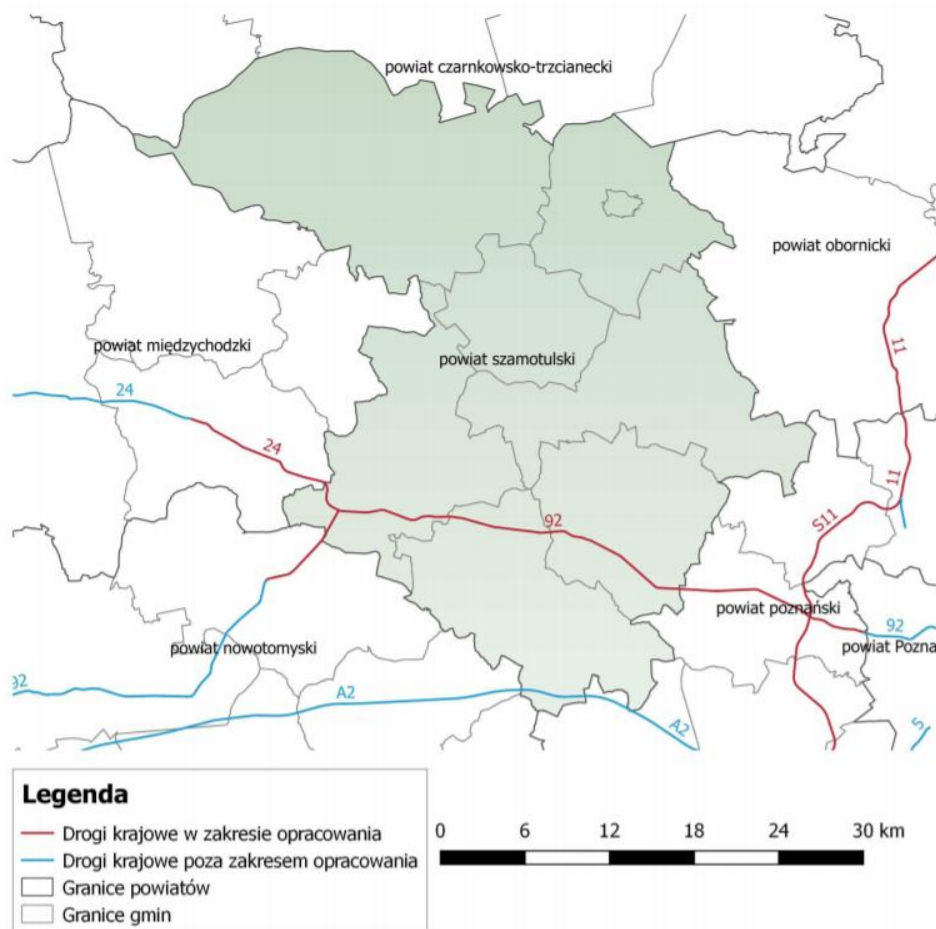 powiat czarnkowsko-trzcianecki
powiat obornicki
powiat międzychodzki
11
powiat szamotulski
24
24
11
92
S11
powiat poznański
92
powiat nowotomyski
powiat Pozna
92
A2
A2
5
Legenda
Drogi krajowe w zakresie opracowania
Drogi krajowe poza zakresem opracowania
Granice powiatów
Granice gmin
0 6 12 18 24 30 km